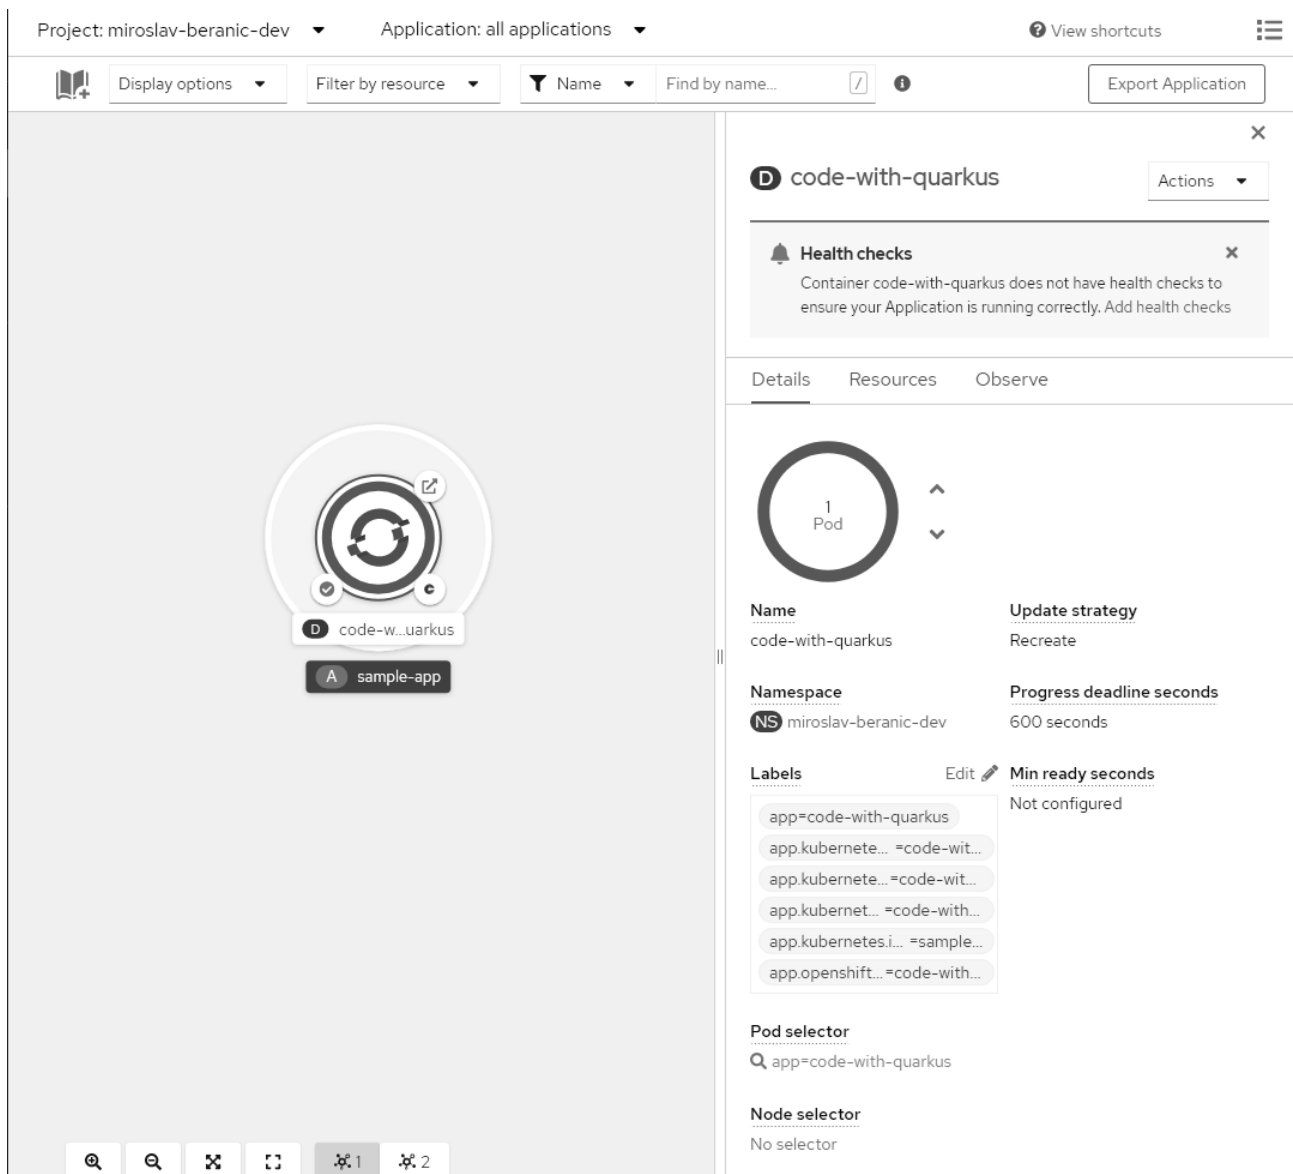 Project: miroslav-beranic-dev
Application: all applications
View shortcuts
Display options
Filter by resource
Name
Find by name...
/
Export Application
D code-with-quarkus
Actions
Health checks
Container code-with-quarkus does not have health checks to
ensure your Application is running correctly. Add health checks
Details Resources Observe
1
Pod
Name
code-with-quarkus
Update strategy
Recreate
Namespace
NS miroslav-beranic-dev
Progress deadline seconds
600 seconds
Labels
Edit
Min ready seconds
Not configured
app=code-with-quarkus
app.kubernete... =code-wit...
app.kubernete... =code-wit...
app.kubernet... =code-with...
app.kubernetes.i... =sample...
app.openshift... =code-with...
Pod selector
app=code-with-quarkus
Node selector
No selector
D code-w...uarkus
A sample-app
1
2